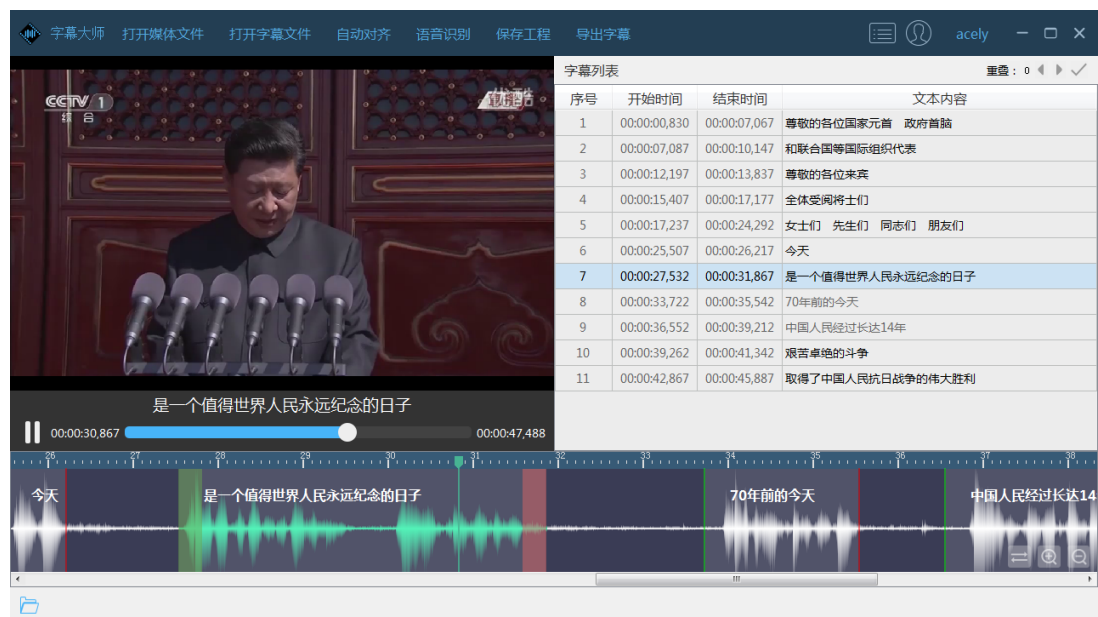 字幕大师 打开媒体文件 打开字幕文件 自动对齐 语音识别 保存工程 导出字幕 acely
CCTV 1
综合
优酷
字幕列表 重叠：0
序号 开始时间 结束时间 文本内容
1 00:00:00,830 00:00:07,067 尊敬的各位国家元首 政府首脑
2 00:00:07,087 00:00:10,147 和联合国等国际组织代表
3 00:00:12,197 00:00:13,837 尊敬的各位来宾
4 00:00:15,407 00:00:17,177 全体受阅将士们
5 00:00:17,237 00:00:24,292 女士们 先生们 同志们 朋友们
6 00:00:25,507 00:00:26,217 今天
7 00:00:27,532 00:00:31,867 是一个值得世界人民永远纪念的日子
8 00:00:33,722 00:00:35,542 70年前的今天
9 00:00:36,552 00:00:39,212 中国人民经过长达14年
10 00:00:39,262 00:00:41,342 艰苦卓绝的斗争
11 00:00:42,867 00:00:45,887 取得了中国人民抗日战争的伟大胜利
是一个值得世界人民永远纪念的日子
00:00:30,867 00:00:47,488
26 27 28 29 30 31 32 33 34 35 36 37 38
今天 是一个值得世界人民永远纪念的日子 70年前的今天 中国人民经过长达14